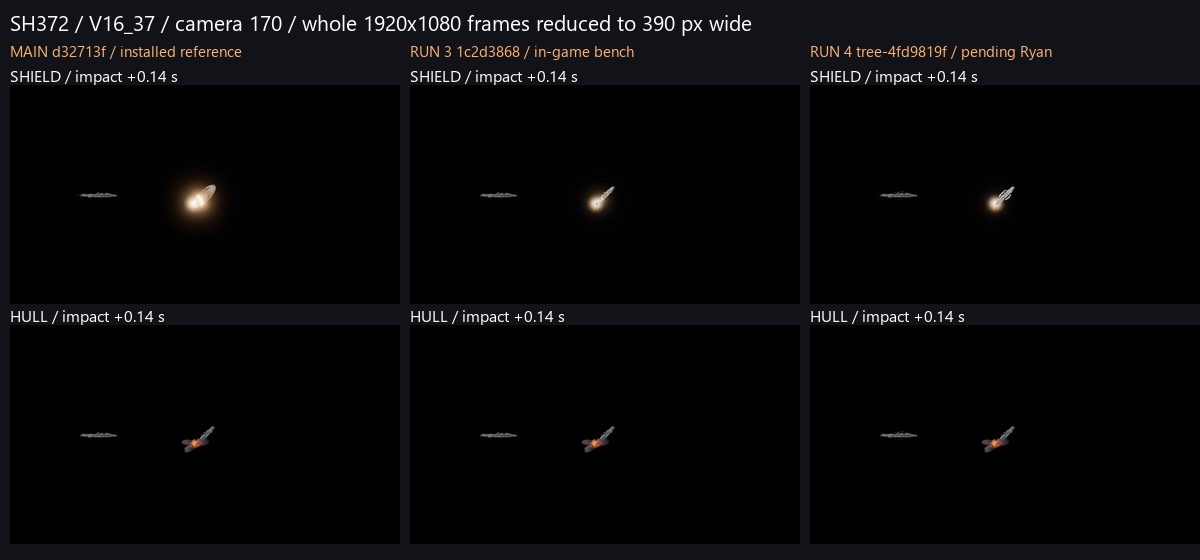 SH372 / V16_37 / camera 170 / whole 1920x1080 frames reduced to 390 px wide
MAIN d32713f / installed reference
RUN 3 1c2d3868 / in-game bench
RUN 4 tree-4fd9819f / pending Ryan
SHIELD / impact +0.14 s
SHIELD / impact +0.14 s
SHIELD / impact +0.14 s
HULL / impact +0.14 s
HULL / impact +0.14 s
HULL / impact +0.14 s